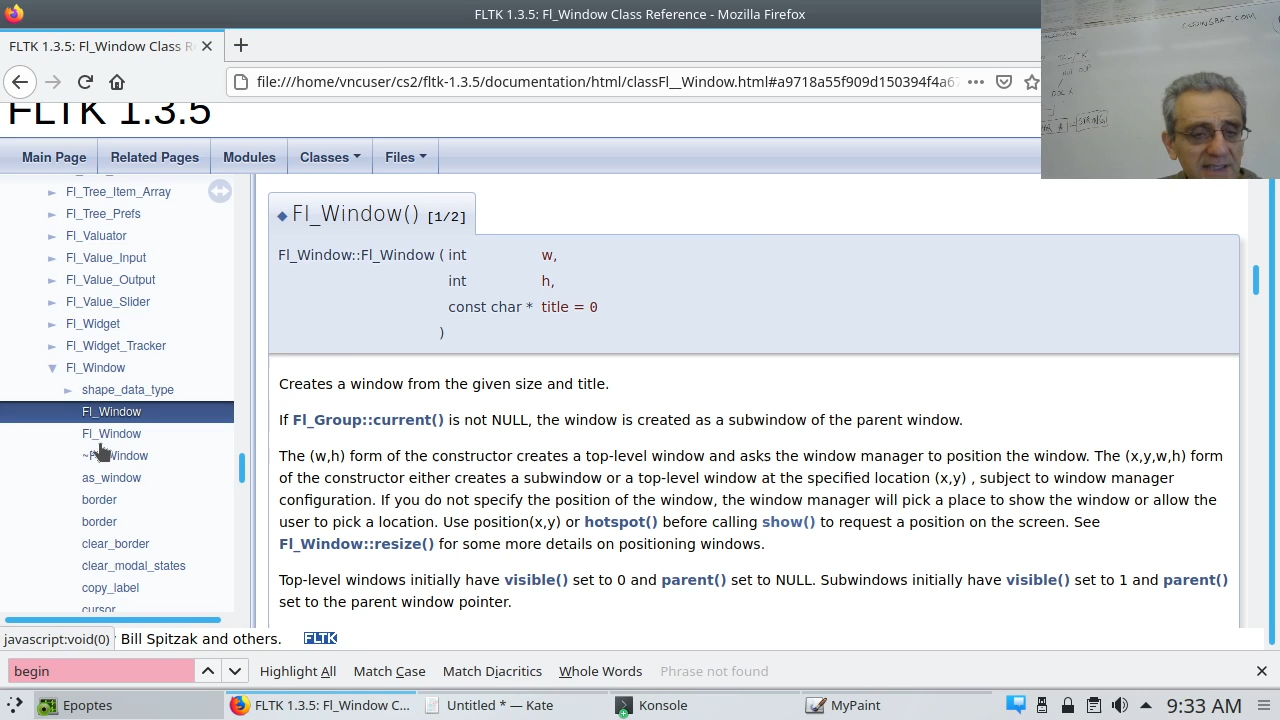 FLTK 1.3.5: Fl_Window Class Reference - Mozilla Firefox
FLTK 1.3.5: Fl_Window Class R
file:///home/vncuser/cs2/fltk-1.3.5/documentation/html/classFl__Window.html#a9718a55f909d150394f4a67
FLTK 1.3.5
Main Page
Related Pages
Modules
Classes
Files
Fl_Tree_Item_Array
Fl_Tree_Prefs
Fl_Valuator
Fl_Value_Input
Fl_Value_Output
Fl_Value_Slider
Fl_Widget
Fl_Widget_Tracker
Fl_Window
shape_data_type
Fl_Window
Fl_Window
~Fl_Window
as_window
border
border
clear_border
clear_modal_states
copy_label
cursor
Fl_Window() [1/2]
Fl_Window::Fl_Window ( int w,
int h,
const char * title = 0
)
Creates a window from the given size and title.
If Fl_Group::current() is not NULL, the window is created as a subwindow of the parent window.
The (w,h) form of the constructor creates a top-level window and asks the window manager to position the window. The (x,y,w,h) form
of the constructor either creates a subwindow or a top-level window at the specified location (x,y) , subject to window manager
configuration. If you do not specify the position of the window, the window manager will pick a place to show the window or allow the
user to pick a location. Use position(x,y) or hotspot() before calling show() to request a position on the screen. See
Fl_Window::resize() for some more details on positioning windows.
Top-level windows initially have visible() set to 0 and parent() set to NULL. Subwindows initially have visible() set to 1 and parent()
set to the parent window pointer.
javascript:void(0)
Bill Spitzak and others.
FLTK
begin
Highlight All
Match Case
Match Diacritics
Whole Words
Phrase not found
Epoptes
FLTK 1.3.5: Fl_Window C...
Untitled * — Kate
Konsole
MyPaint
9:33 AM